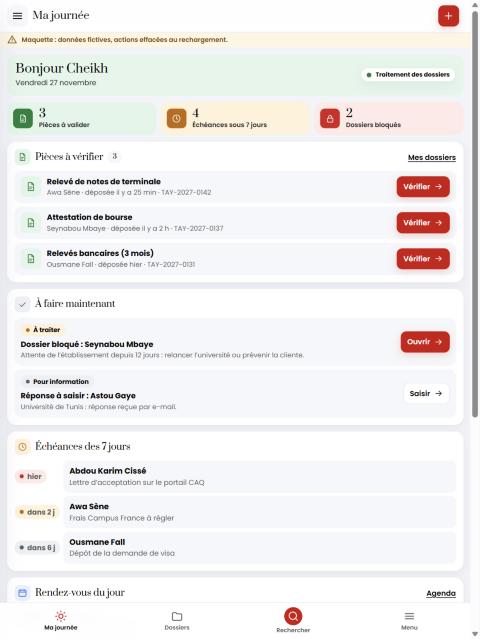 Ma journée
Maquette : données fictives, actions effacées au rechargement.
Bonjour Cheikh
Vendredi 27 novembre
Traitement des dossiers
3
Pièces à valider
4
Échéances sous 7 jours
2
Dossiers bloqués
Pièces à vérifier 3
Mes dossiers
Relevé de notes de terminale
Awa Sène · déposée il y a 25 min · TAY-2027-0142
Vérifier
Attestation de bourse
Seynabou Mbaye · déposée il y a 2 h · TAY-2027-0137
Vérifier
Relevés bancaires (3 mois)
Ousmane Fall · déposée hier · TAY-2027-0131
Vérifier
À faire maintenant
À traiter
Dossier bloqué : Seynabou Mbaye
Attente de l'établissement depuis 12 jours : relancer l'université ou prévenir la cliente.
Ouvrir
Pour information
Réponse à saisir : Astou Gaye
Université de Tunis : réponse reçue par e-mail.
Saisir
Échéances des 7 jours
hier
Abdou Karim Cissé
Lettre d'acceptation sur le portail CAQ
dans 2 j
Awa Sène
Frais Campus France à régler
dans 6 j
Ousmane Fall
Dépôt de la demande de visa
Rendez-vous du jour
Agenda
Ma journée
Dossiers
Rechercher
Menu